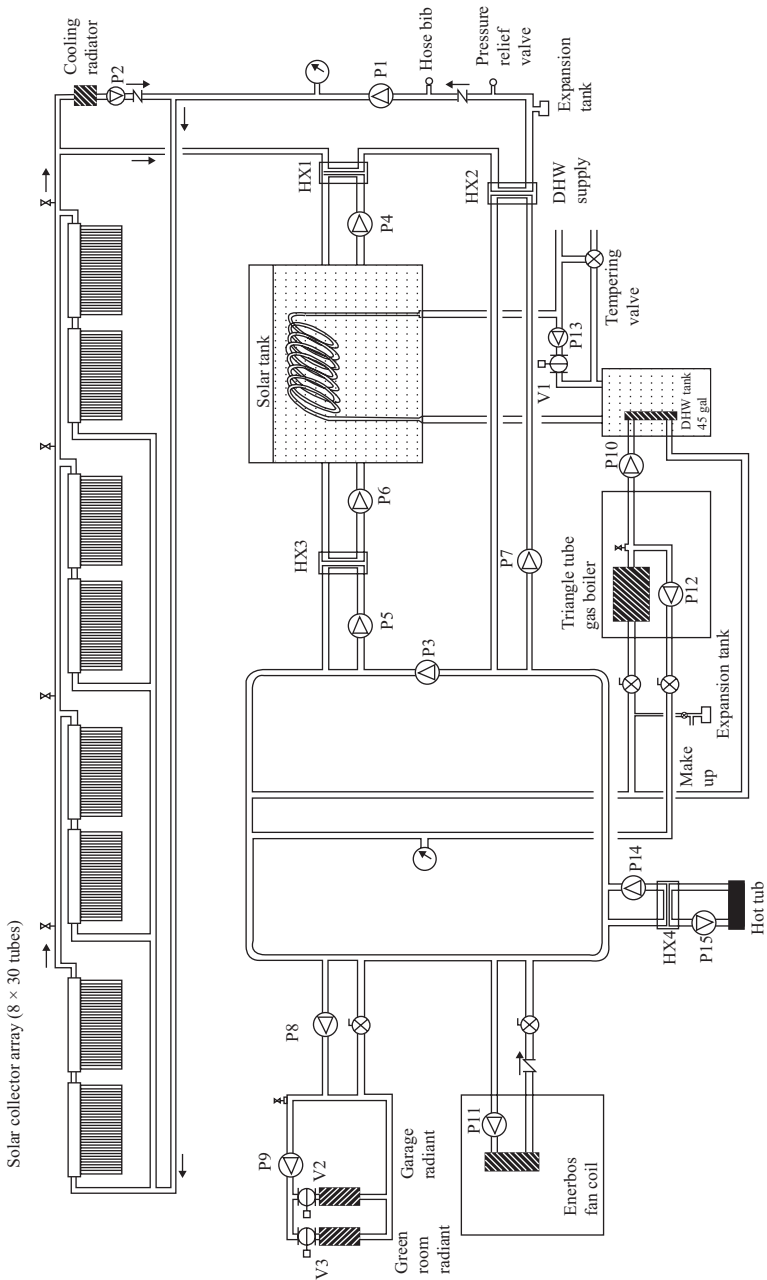 Solar collector array (8 × 30 tubes)
Cooling
radiator
P2
P1
Hose bib
Pressure
relief
valve
Expansion
tank
HX1
P4
HX2
DHW
supply
Solar tank
Tempering
valve
P13
V1
DHW tank
45 gal
P10
P6
HX3
P5
P7
Triangle tube
gas boiler
P12
P3
Expansion tank
Make
up
P14
HX4
P15
Hot tub
P8
P9
V2
V3
Garage
radiant
Green
room
radiant
P11
Enerbos
fan coil